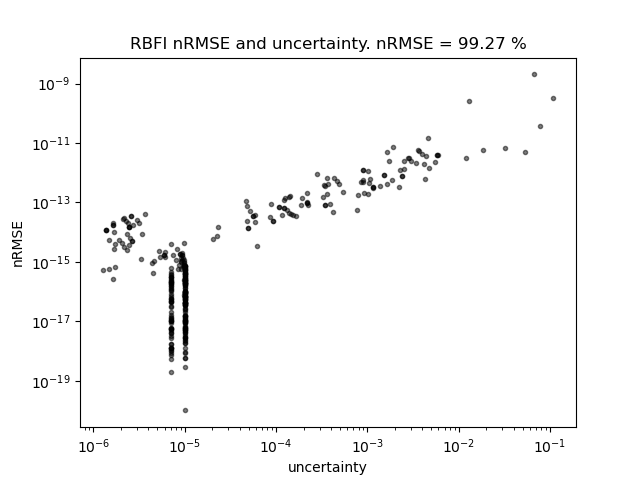 RBFI nRMSE and uncertainty. nRMSE = 99.27 %
10⁻⁹
10⁻¹¹
10⁻¹³
10⁻¹⁵
10⁻¹⁷
10⁻¹⁹
nRMSE
10⁻⁶ 10⁻⁵ 10⁻⁴ 10⁻³ 10⁻² 10⁻¹
uncertainty